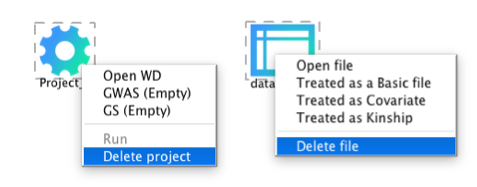 Project_
Open WD
GWAS (Empty)
GS (Empty)
Run
Delete project
data
Open file
Treated as a Basic file
Treated as Covariate
Treated as Kinship
Delete file